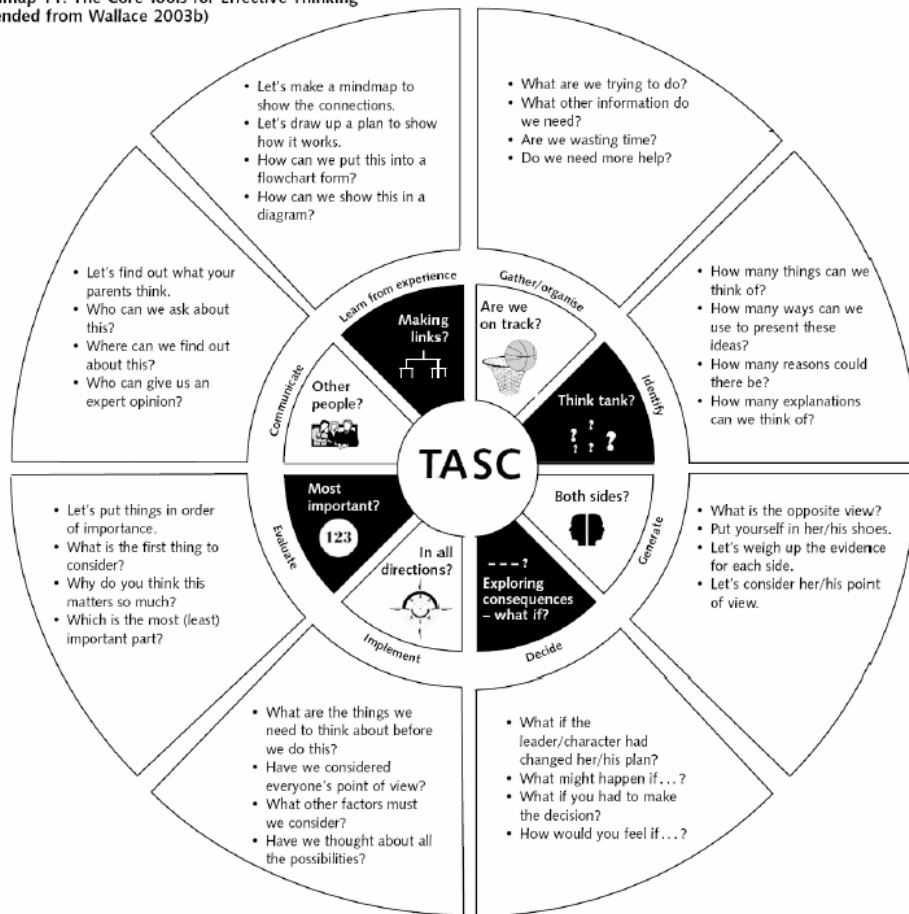 The Core Tools for Effective Thinking
from Wallace 2003b)
• What are we trying to do?
• What other information do
we need?
• Are we wasting time?
• Do we need more help?
• How many things can we
think of?
• How many ways can we
use to present these
ideas?
• How many reasons could
there be?
• How many explanations
can we think of?
• What is the opposite view?
• Put yourself in her/his shoes.
• Let's weigh up the evidence
for each side.
• Let's consider her/his point
of view.
• What if the
leader/character had
changed her/his plan?
• What might happen if...?
• What if you had to make
the decision?
• How would you feel if...?
• What are the things we
need to think about before
we do this?
• Have we considered
everyone's point of view?
• What other factors must
we consider?
• Have we thought about all
the possibilities?
• Let's put things in order
of importance.
• What is the first thing to
consider?
• Why do you think this
matters so much?
• Which is the most (least)
important part?
• Let's find out what your
parents think.
• Who can we ask about
this?
• Where can we find out
about this?
• Who can give us an
expert opinion?
• Let's make a mindmap to
show the connections.
• Let's draw up a plan to show
how it works.
• How can we put this into a
flowchart form?
• How can we show this in a
diagram?
Gather/organise
Identify
Generate
Decide
Implement
Evaluate
Communicate
Learn from experience
Are we
on track?
Think tank?
? ? ? ? ?
Both sides?
– – – ?
Exploring
consequences
– what if?
In all
directions?
Most
important?
123
Other
people?
Making
links?
TASC